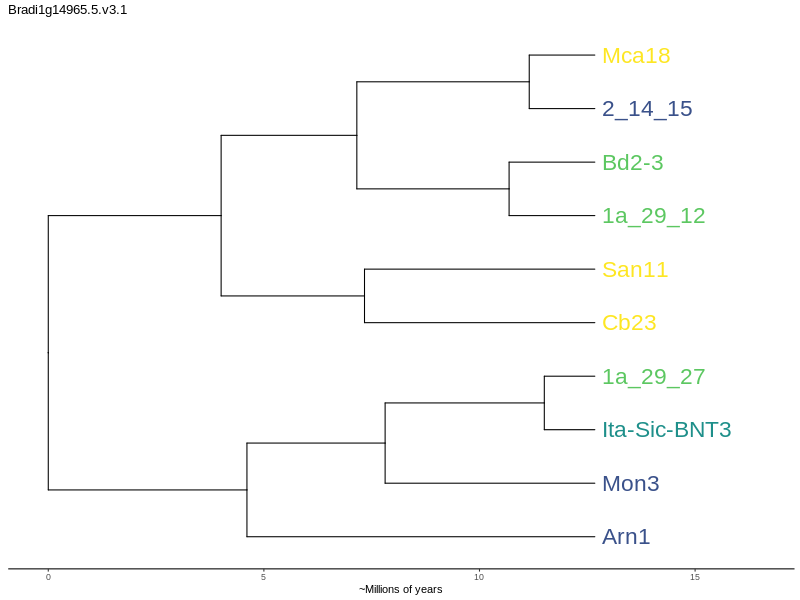 Bradi1g14965.5.v3.1
Mca18
2_14_15
Bd2-3
1a_29_12
San11
Cb23
1a_29_27
Ita-Sic-BNT3
Mon3
Arn1
0 5 10 15
~Millions of years